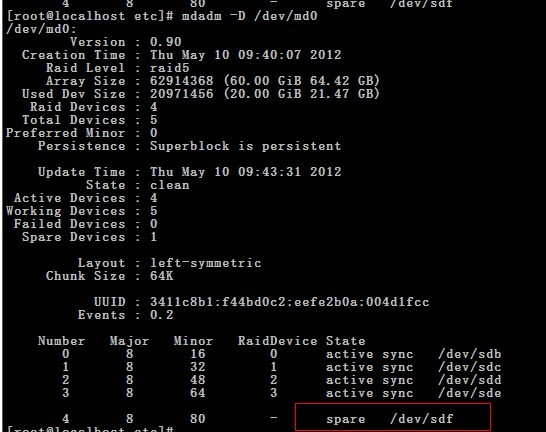 4 8 80 - spare /dev/sdf
[root@localhost etc]# mdadm -D /dev/md0
/dev/md0:
Version : 0.90
Creation Time : Thu May 10 09:40:07 2012
Raid Level : raid5
Array Size : 62914368 (60.00 GiB 64.42 GB)
Used Dev Size : 20971456 (20.00 GiB 21.47 GB)
Raid Devices : 4
Total Devices : 5
Preferred Minor : 0
Persistence : Superblock is persistent
Update Time : Thu May 10 09:43:31 2012
State : clean
Active Devices : 4
Working Devices : 5
Failed Devices : 0
Spare Devices : 1
Layout : left-symmetric
Chunk Size : 64K
UUID : 3411c8b1:f44bd0c2:eefe2b0a:004d1fcc
Events : 0.2
Number Major Minor RaidDevice State
0 8 16 0 active sync /dev/sdb
1 8 32 1 active sync /dev/sdc
2 8 48 2 active sync /dev/sdd
3 8 64 3 active sync /dev/sde
4 8 80 - spare /dev/sdf
[root@localhost etc]#